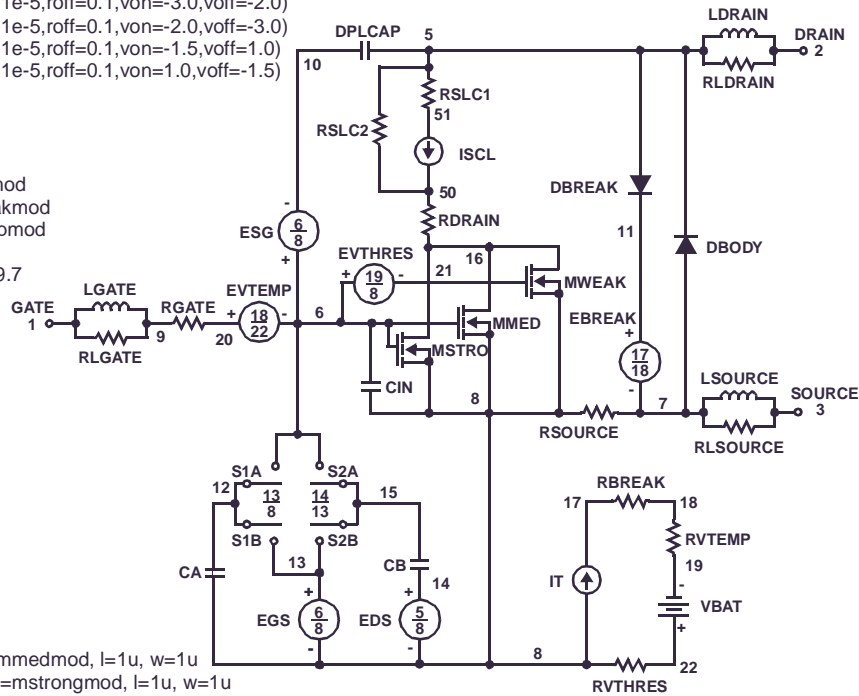 1e-5,roff=0.1,von=-3.0,voff=-2.0)
1e-5,roff=0.1,von=-2.0,voff=-3.0)
1e-5,roff=0.1,von=-1.5,voff=1.0)
1e-5,roff=0.1,von=1.0,voff=-1.5)
LDRAIN
DPLCAP 5 DRAIN
10 2
RLDRAIN
RSLC1
51
RSLC2
ISCL
50
DBREAK
RDRAIN
-
ESG 6 8
+
11
DBODY
EVTHRES 16
+ 19 8 - 21
MWEAK
LGATE EVTEMP
GATE RGATE + 18 22 - 6
MMED EBREAK
1 9 20
+
MSTRO
RLGATE
17 18
-
LSOURCE
CIN 8 7 SOURCE
3
RSOURCE
RLSOURCE
S1A S2A
12 13 8 14 13 15
S1B S2B
RBREAK
17 18
RVTEMP
CA 13 CB
14
19
IT
-
VBAT
+
+ +
EGS 6 8 EDS 5 8
- -
8 22
RVTHRES
akmod
omod
9.7
mmedmod, l=1u, w=1u
=mstrongmod, l=1u, w=1u